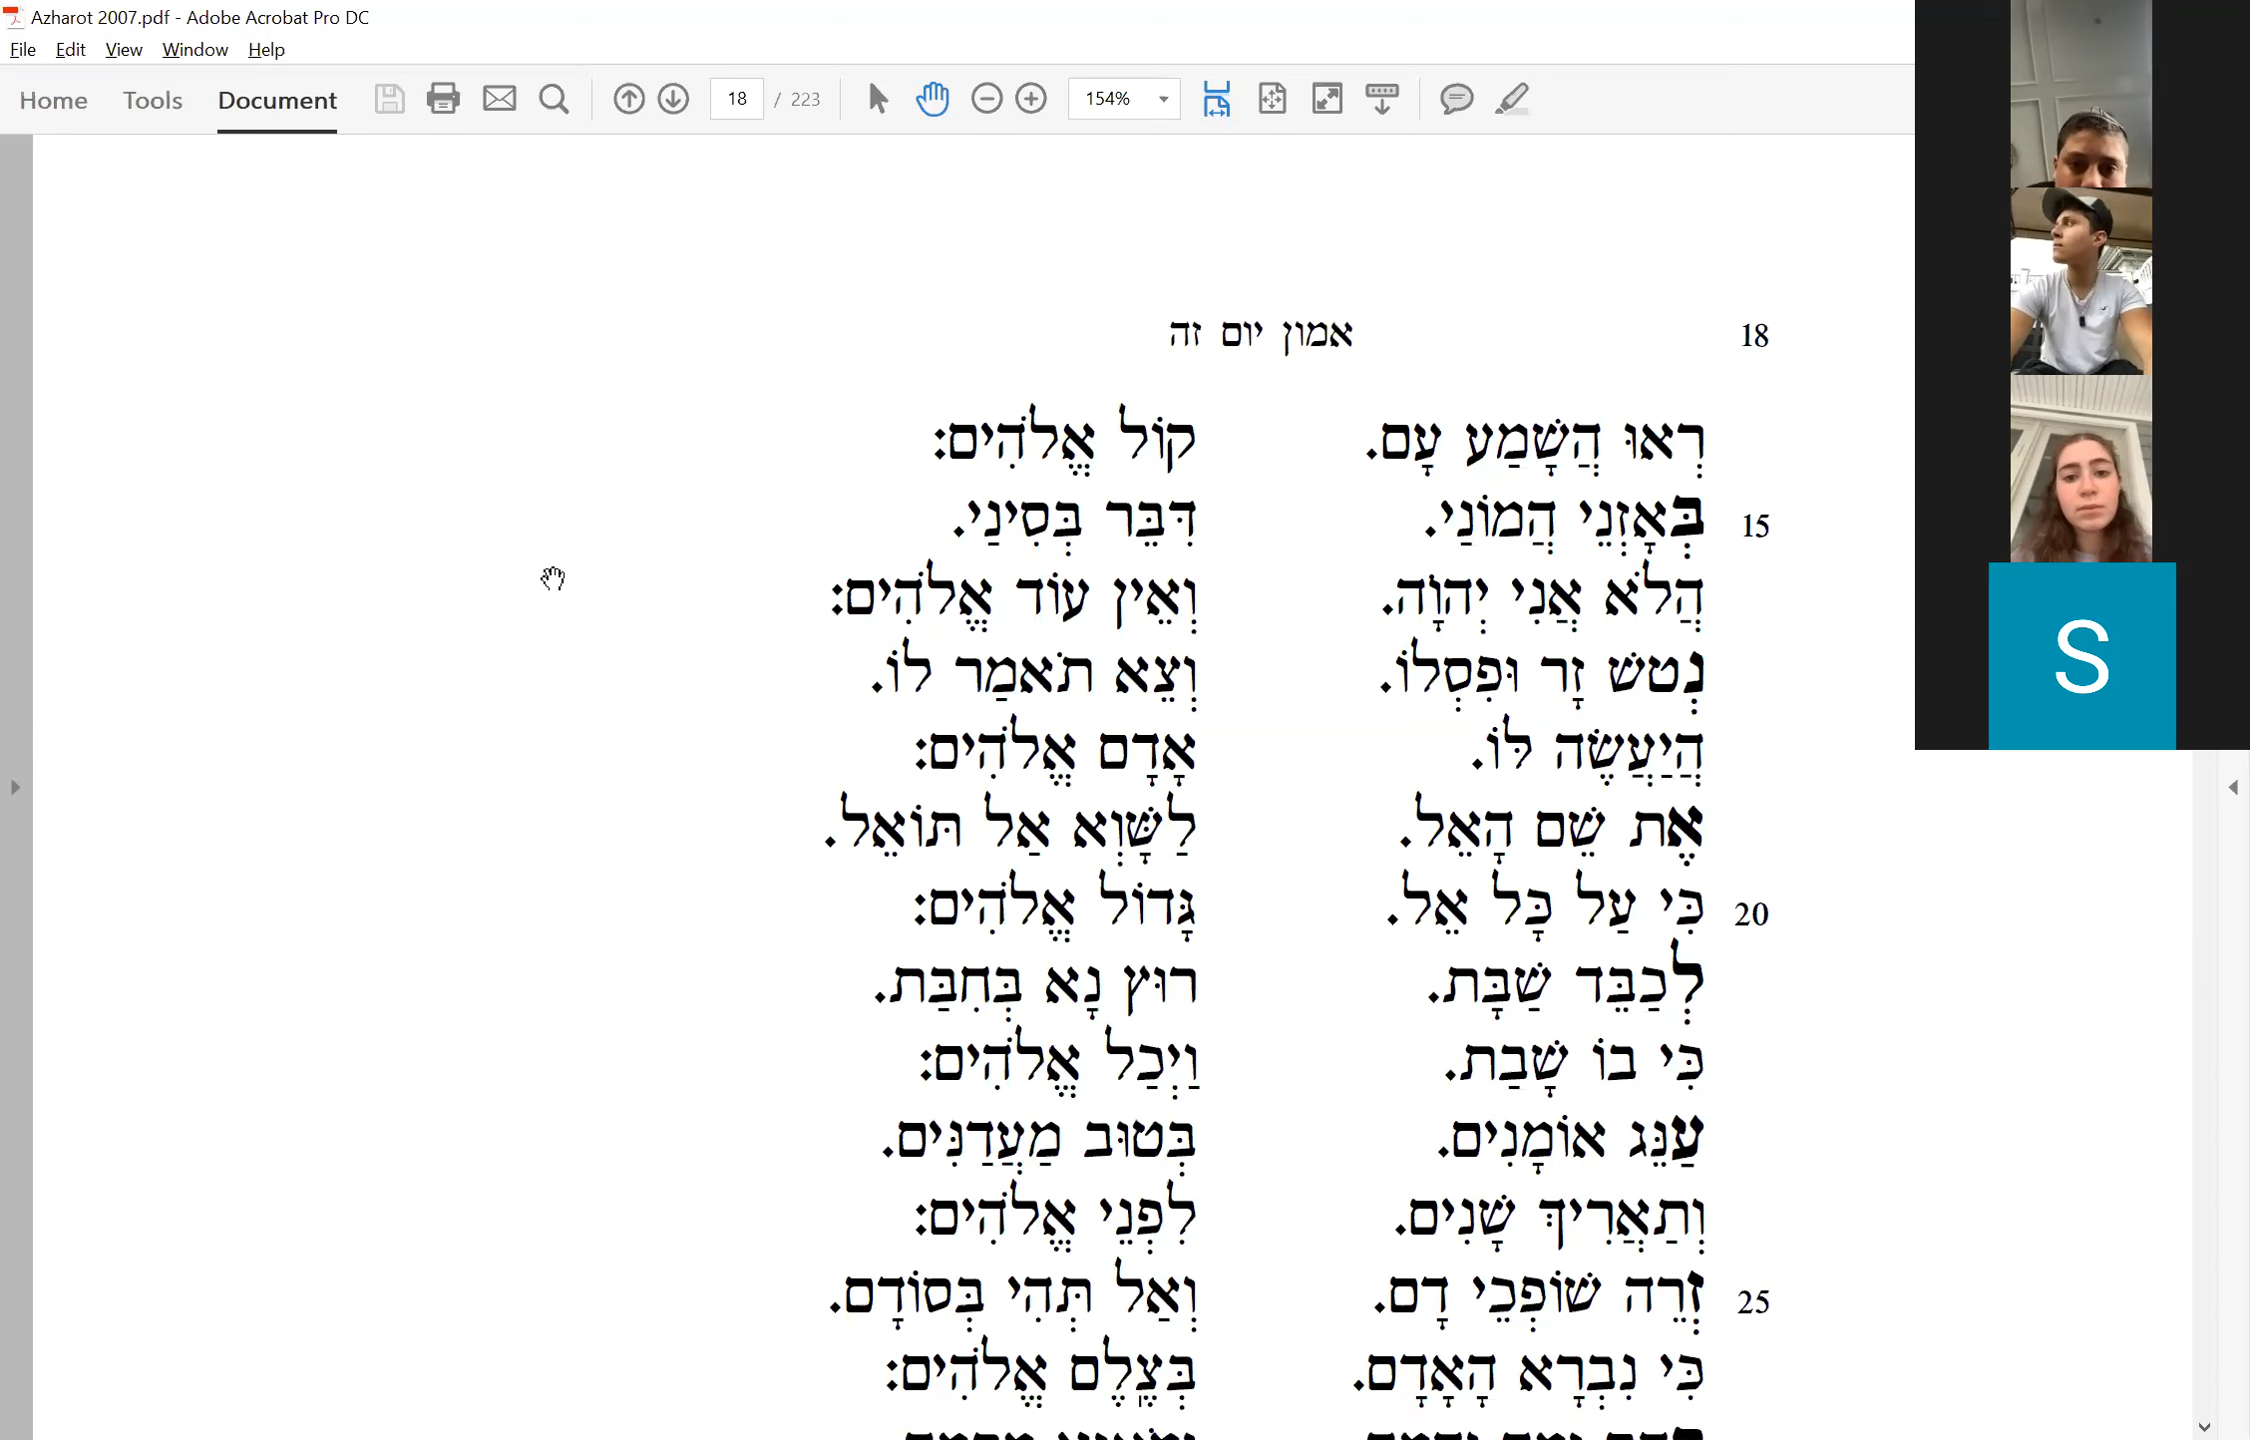 Azharot 2007.pdf - Adobe Acrobat Pro DC
File Edit View Window Help
Home Tools Document 18 / 223 154%
18 אמון יום זה
רְאוּ הֲשָׁמַע עָם. קוֹל אֱלֹהִים:
15 בְּאָזְנֵי הֲמוֹנַי. דִּבֵּר בְּסִינַי.
הֲלֹא אֲנִי יְהוָֹה. וְאֵין עוֹד אֱלֹהִים:
נְטֹשׁ זָר וּפִסְלוֹ. וְצֵא תֹּאמַר לוֹ.
הֲיַעֲשֶׂה לּוֹ. אָדָם אֱלֹהִים:
אֶת שֵׁם הָאֵל. לַשָּׁוְא אַל תּוֹאֵל.
20 כִּי עַל כָּל אֵל. גָּדוֹל אֱלֹהִים:
לְכַבֵּד שַׁבָּת. רוּץ נָא בְּחִבַּת.
כִּי בוֹ שָׁבַת. וַיְכַל אֱלֹהִים:
עַנֵּג אוֹמָנִים. בְּטוּב מַעֲדַנִּים.
וְתַאֲרִיךְ שָׁנִים. לִפְנֵי אֱלֹהִים:
25 זְרֵה שׁוֹפְכֵי דָם. וְאַל תְּהִי בְּסוֹדָם.
כִּי נִבְרָא הָאָדָם. בְּצֶלֶם אֱלֹהִים:
S